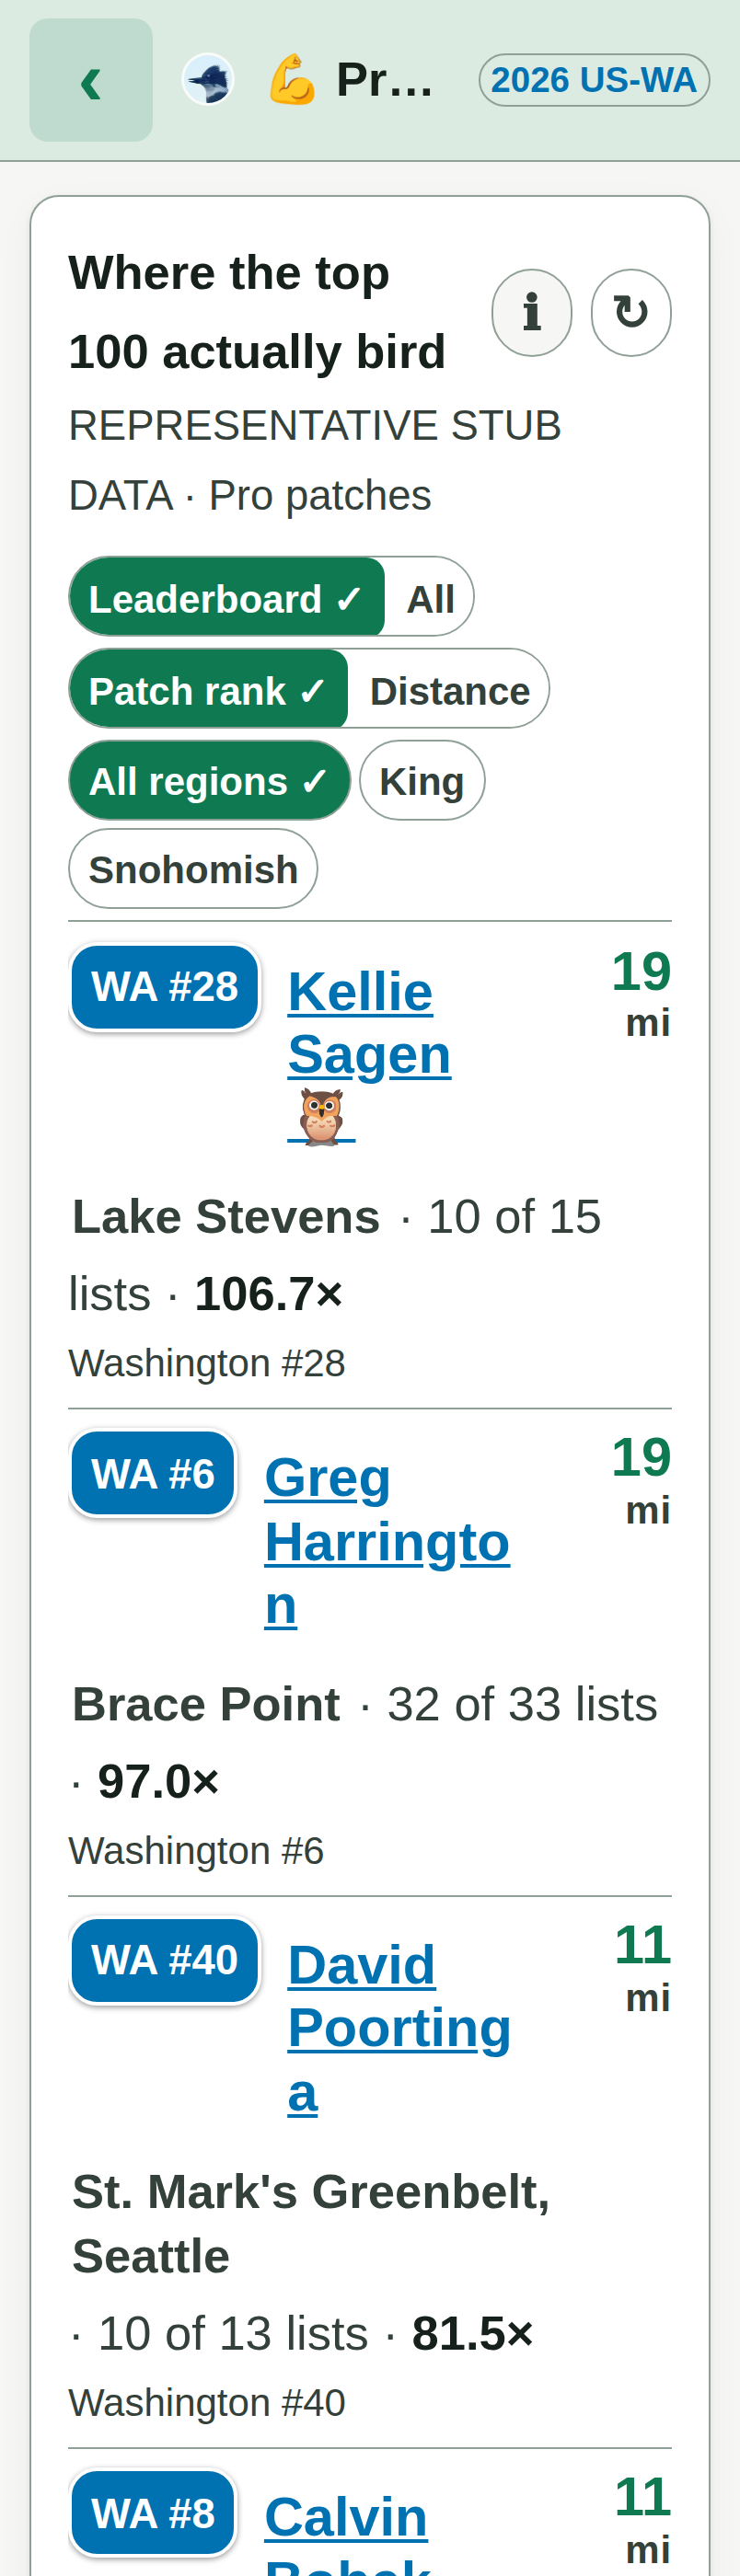 ‹ 💪 Pr… 2026 US-WA
Where the top
100 actually bird
ℹ ↻
REPRESENTATIVE STUB
DATA · Pro patches
Leaderboard ✓ All
Patch rank ✓ Distance
All regions ✓ King
Snohomish
WA #28 Kellie
Sagen
🦉
19
mi
Lake Stevens · 10 of 15
lists · 106.7×
Washington #28
WA #6 Greg
Harringto
n
19
mi
Brace Point · 32 of 33 lists
· 97.0×
Washington #6
WA #40 David
Poorting
a
11
mi
St. Mark's Greenbelt,
Seattle
· 10 of 13 lists · 81.5×
Washington #40
WA #8 Calvin
11
mi